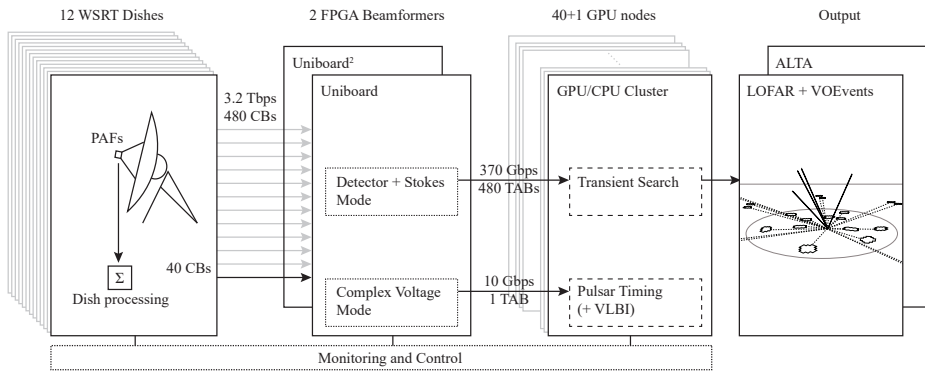 12 WSRT Dishes
2 FPGA Beamformers
40+1 GPU nodes
Output
PAFs
Σ
Dish processing
3.2 Tbps
480 CBs
40 CBs
Uniboard²
Uniboard
Detector + Stokes
Mode
Complex Voltage
Mode
370 Gbps
480 TABs
10 Gbps
1 TAB
GPU/CPU Cluster
Transient Search
Pulsar Timing
(+ VLBI)
ALTA
LOFAR + VOEvents
Monitoring and Control